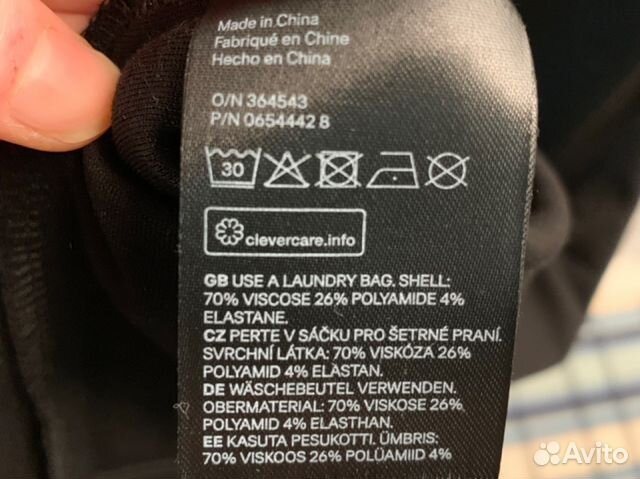 Made in China
Fabriqué en Chine
Hecho en China
O/N 364543
P/N 0654442 8
30
clevercare.info
GB USE A LAUNDRY BAG. SHELL:
70% VISCOSE 26% POLYAMIDE 4%
ELASTANE.
CZ PERTE V SÁČKU PRO ŠETRNÉ PRANÍ.
SVRCHNÍ LÁTKA: 70% VISKÓZA 26%
POLYAMID 4% ELASTAN.
DE WÄSCHEBEUTEL VERWENDEN.
OBERMATERIAL: 70% VISKOSE 26%
POLYAMID 4% ELASTHAN.
EE KASUTA PESUKOTTI. ÜMBRIS:
70% VISKOOS 26% POLÜAMIID 4%
Avito